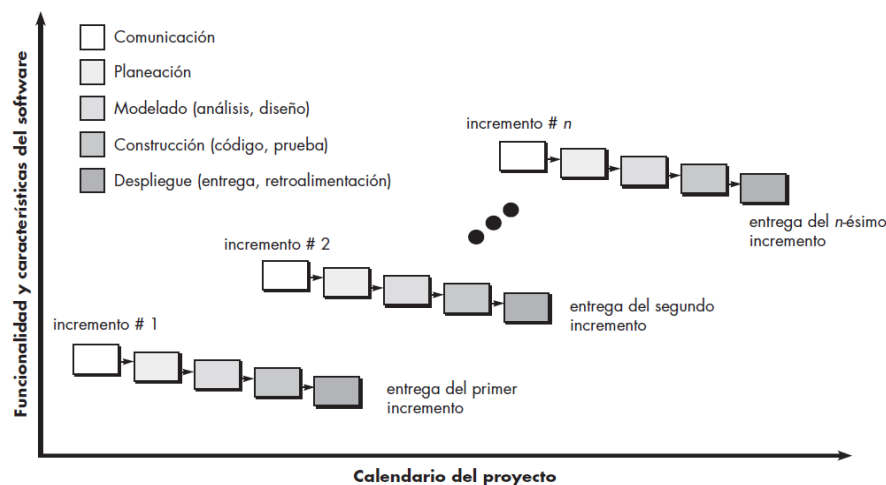 Funcionalidad y características del software
Comunicación
Planeación
Modelado (análisis, diseño)
Construcción (código, prueba)
Despliegue (entrega, retroalimentación)
incremento # n
entrega del n-ésimo
incremento
incremento # 2
entrega del segundo
incremento
incremento # 1
entrega del primer
incremento
Calendario del proyecto